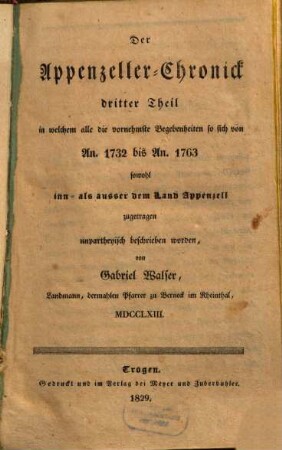 Der
Appenzeller-Chronick
dritter Theil
in welchem alle die vornehmste Begebenheiten so sich von
An. 1732 bis An. 1763
sowohl
inn- als ausser dem Land Appenzell
zugetragen
unpartheyisch beschrieben worden,
von
Gabriel Walser,
Landmann, dermahlen Pfarrer zu Berneck im Rheinthal,
MDCCLXIII.
Trogen.
Gedruckt und im Verlag bei Meyer und Zuberbühler.
1829.